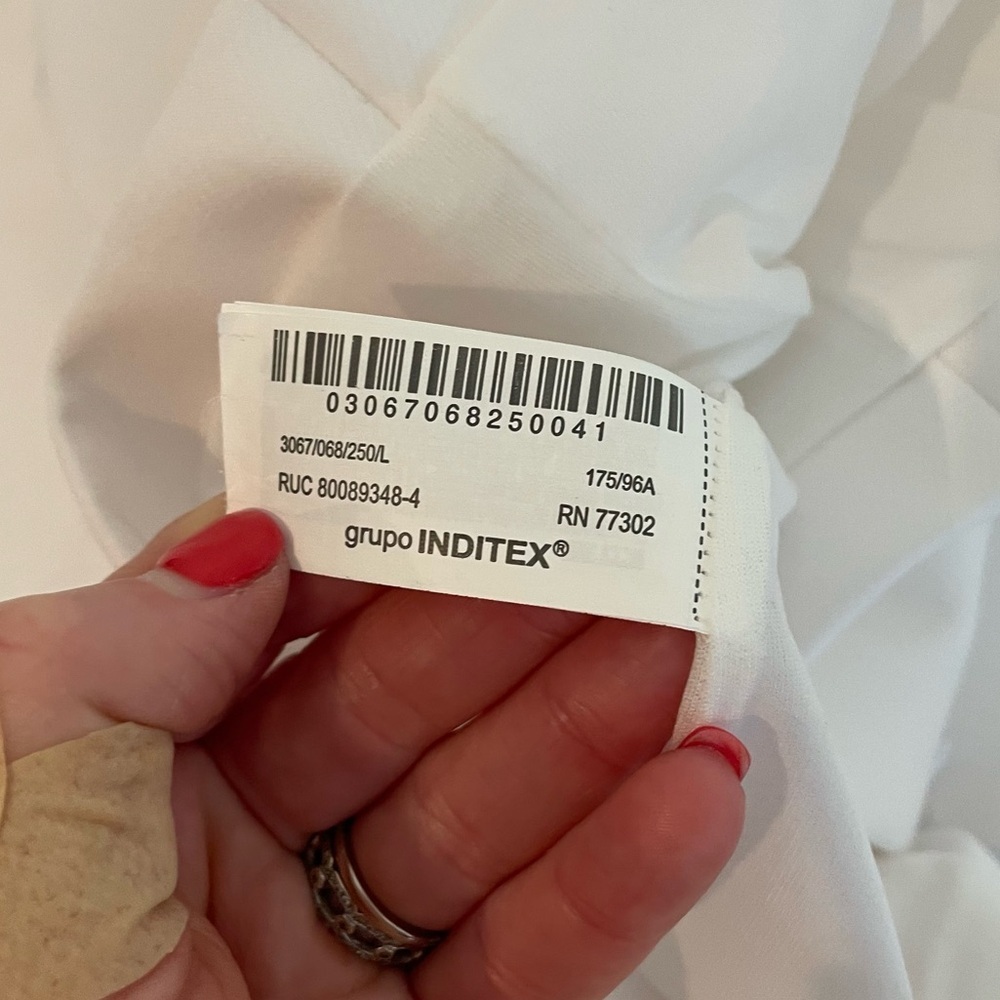 03067068250041
3067/068/250/L
175/96A
RUC 80089348-4
RN 77302
grupo INDITEX®